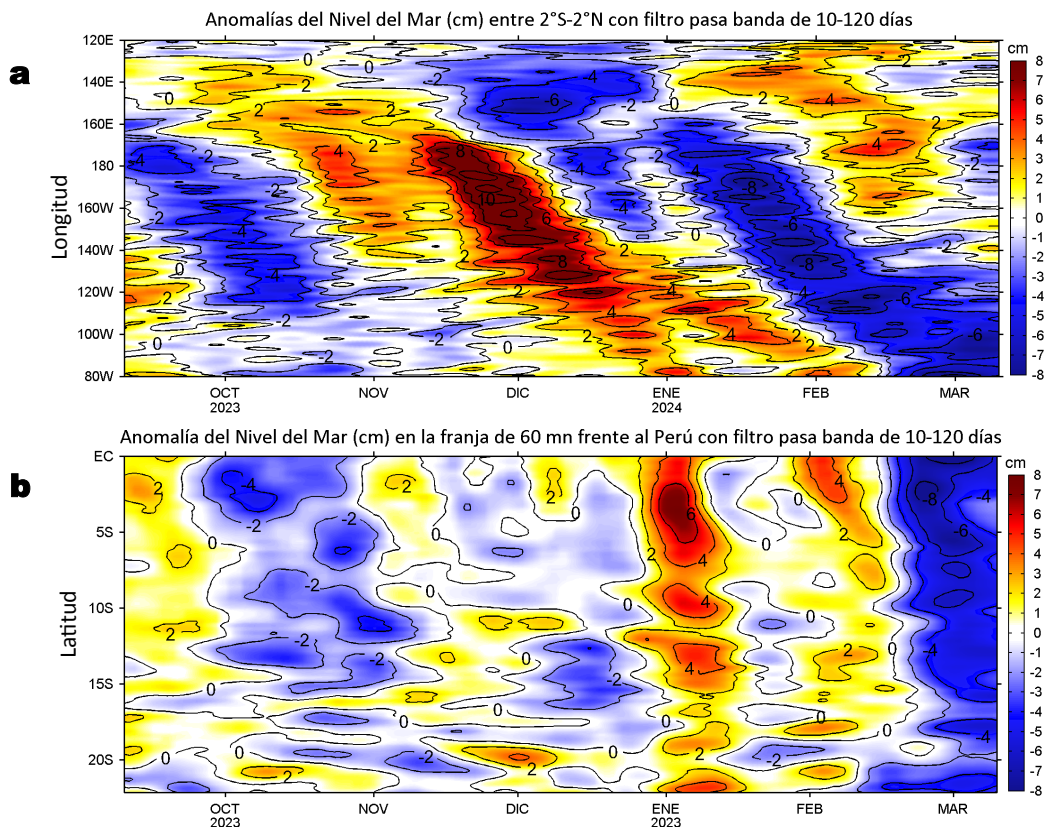 Anomalías del Nivel del Mar (cm) entre 2°S-2°N con filtro pasa banda de 10-120 días
a
cm
Longitud
120E
140E
160E
180
160W
140W
120W
100W
80W
OCT
2023
NOV
DIC
ENE
2024
FEB
MAR
8
7
6
5
4
3
2
1
0
-1
-2
-3
-4
-5
-6
-7
-8
Anomalía del Nivel del Mar (cm) en la franja de 60 mn frente al Perú con filtro pasa banda de 10-120 días
b
cm
Latitud
EC
5S
10S
15S
20S
OCT
2023
NOV
DIC
ENE
2023
FEB
MAR
8
7
6
5
4
3
2
1
0
-1
-2
-3
-4
-5
-6
-7
-8